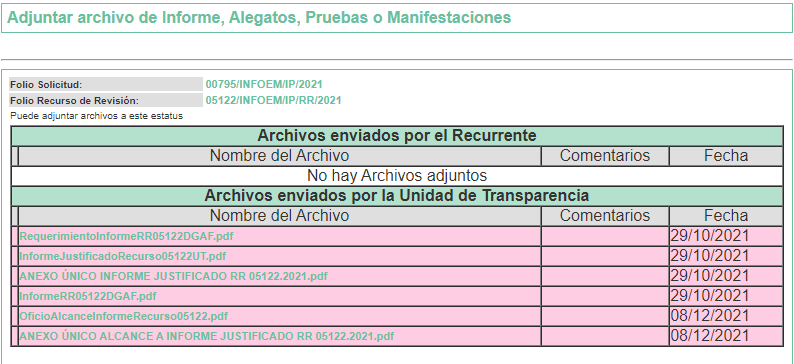 Adjuntar archivo de Informe, Alegatos, Pruebas o Manifestaciones
Folio Solicitud: 00795/INFOEM/IP/2021
Folio Recurso de Revisión: 05122/INFOEM/IP/RR/2021
Puede adjuntar archivos a este estatus
Archivos enviados por el Recurrente
Nombre del Archivo Comentarios Fecha
No hay Archivos adjuntos
Archivos enviados por la Unidad de Transparencia
Nombre del Archivo Comentarios Fecha
RequerimientoInformeRR05122DGAF.pdf 29/10/2021
InformeJustificadoRecurso05122UT.pdf 29/10/2021
ANEXO ÚNICO INFORME JUSTIFICADO RR 05122.2021.pdf 29/10/2021
InformeRR05122DGAF.pdf 29/10/2021
OficioAlcanceInformeRecurso05122.pdf 08/12/2021
ANEXO ÚNICO ALCANCE A INFORME JUSTIFICADO RR 05122.2021.pdf 08/12/2021